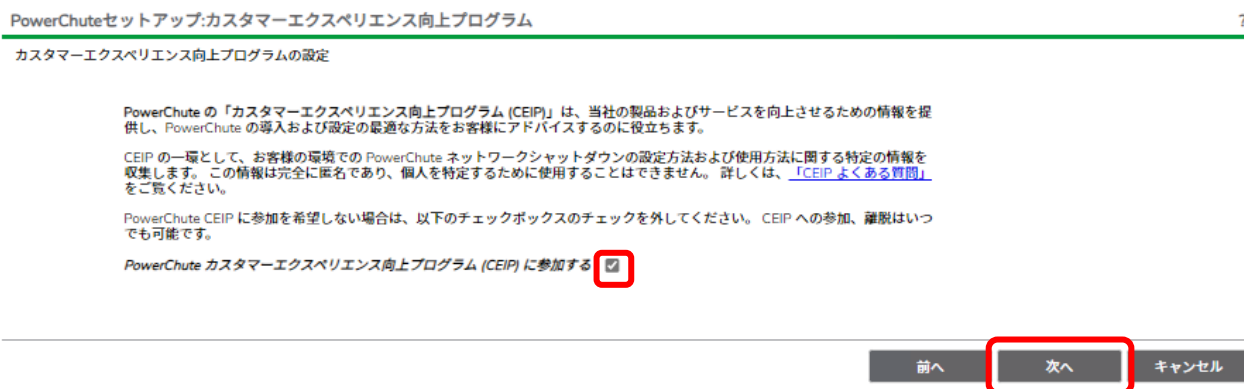 PowerChuteセットアップ:カスタマーエクスペリエンス向上プログラム
?
カスタマーエクスペリエンス向上プログラムの設定
PowerChute の「カスタマーエクスペリエンス向上プログラム (CEIP)」は、当社の製品およびサービスを向上させるための情報を提
供し、PowerChute の導入および設定の最適な方法をお客様にアドバイスするのに役立ちます。
CEIP の一環として、お客様の環境での PowerChute ネットワークシャットダウンの設定方法および使用方法に関する特定の情報を
収集します。 この情報は完全に匿名であり、個人を特定するために使用することはできません。 詳しくは、「CEIP よくある質問」
をご覧ください。
PowerChute CEIP に参加を希望しない場合は、以下のチェックボックスのチェックを外してください。 CEIP への参加、離脱はいつ
でも可能です。
PowerChute カスタマーエクスペリエンス向上プログラム (CEIP) に参加する
前へ 次へ キャンセル